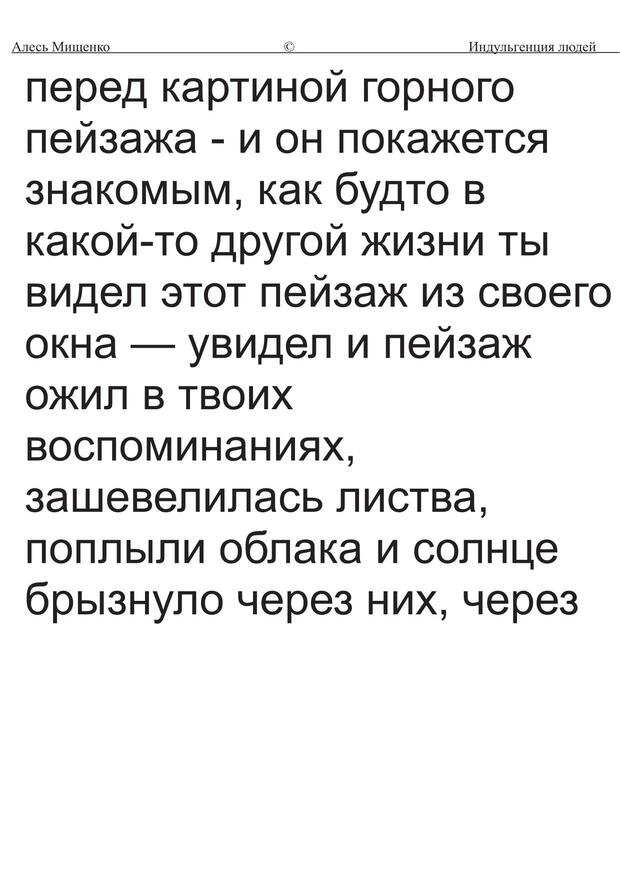 Алесь Мищенко © Индульгенция людей
перед картиной горного
пейзажа - и он покажется
знакомым, как будто в
какой-то другой жизни ты
видел этот пейзаж из своего
окна — увидел и пейзаж
ожил в твоих
воспоминаниях,
зашевелилась листва,
поплыли облака и солнце
брызнуло через них, через